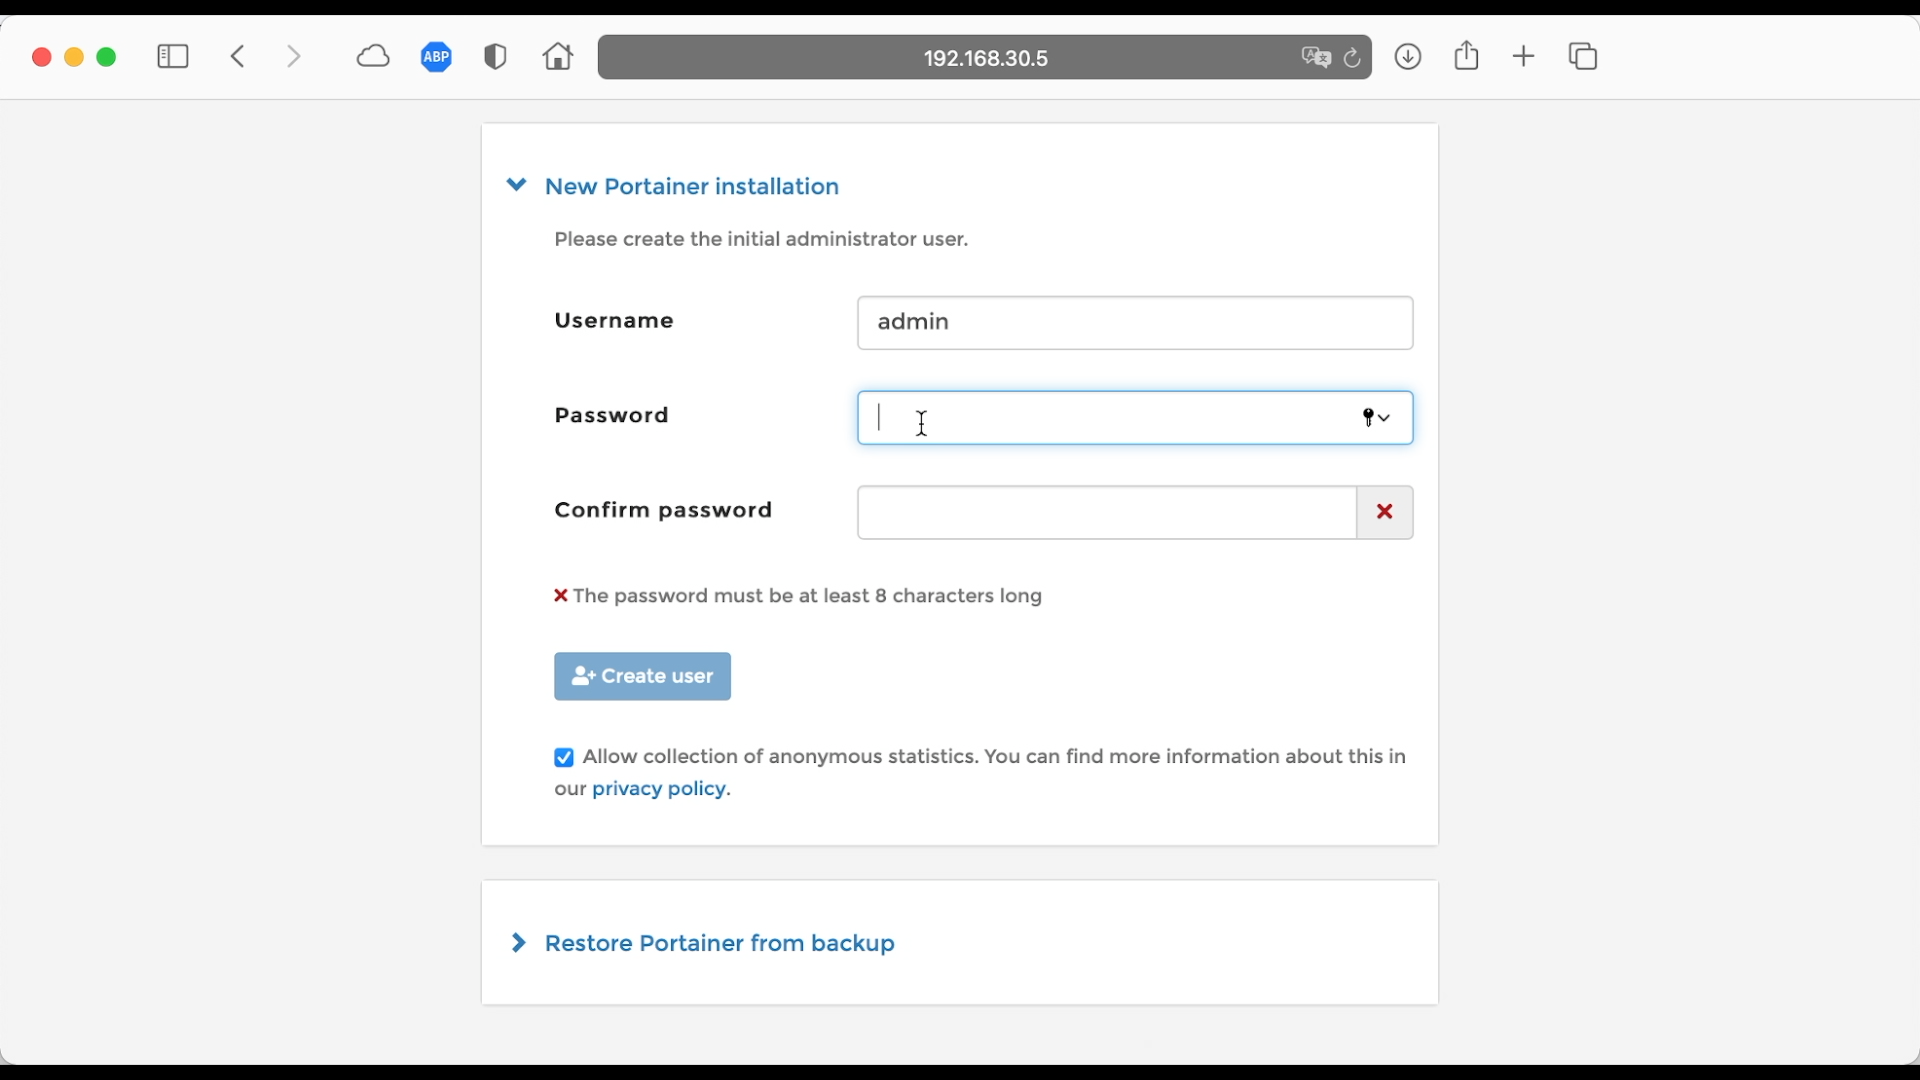 ABP
192.168.30.5
New Portainer installation
Please create the initial administrator user.
Username
admin
Password
Confirm password
The password must be at least 8 characters long
Create user
Allow collection of anonymous statistics. You can find more information about this in
our privacy policy.
Restore Portainer from backup